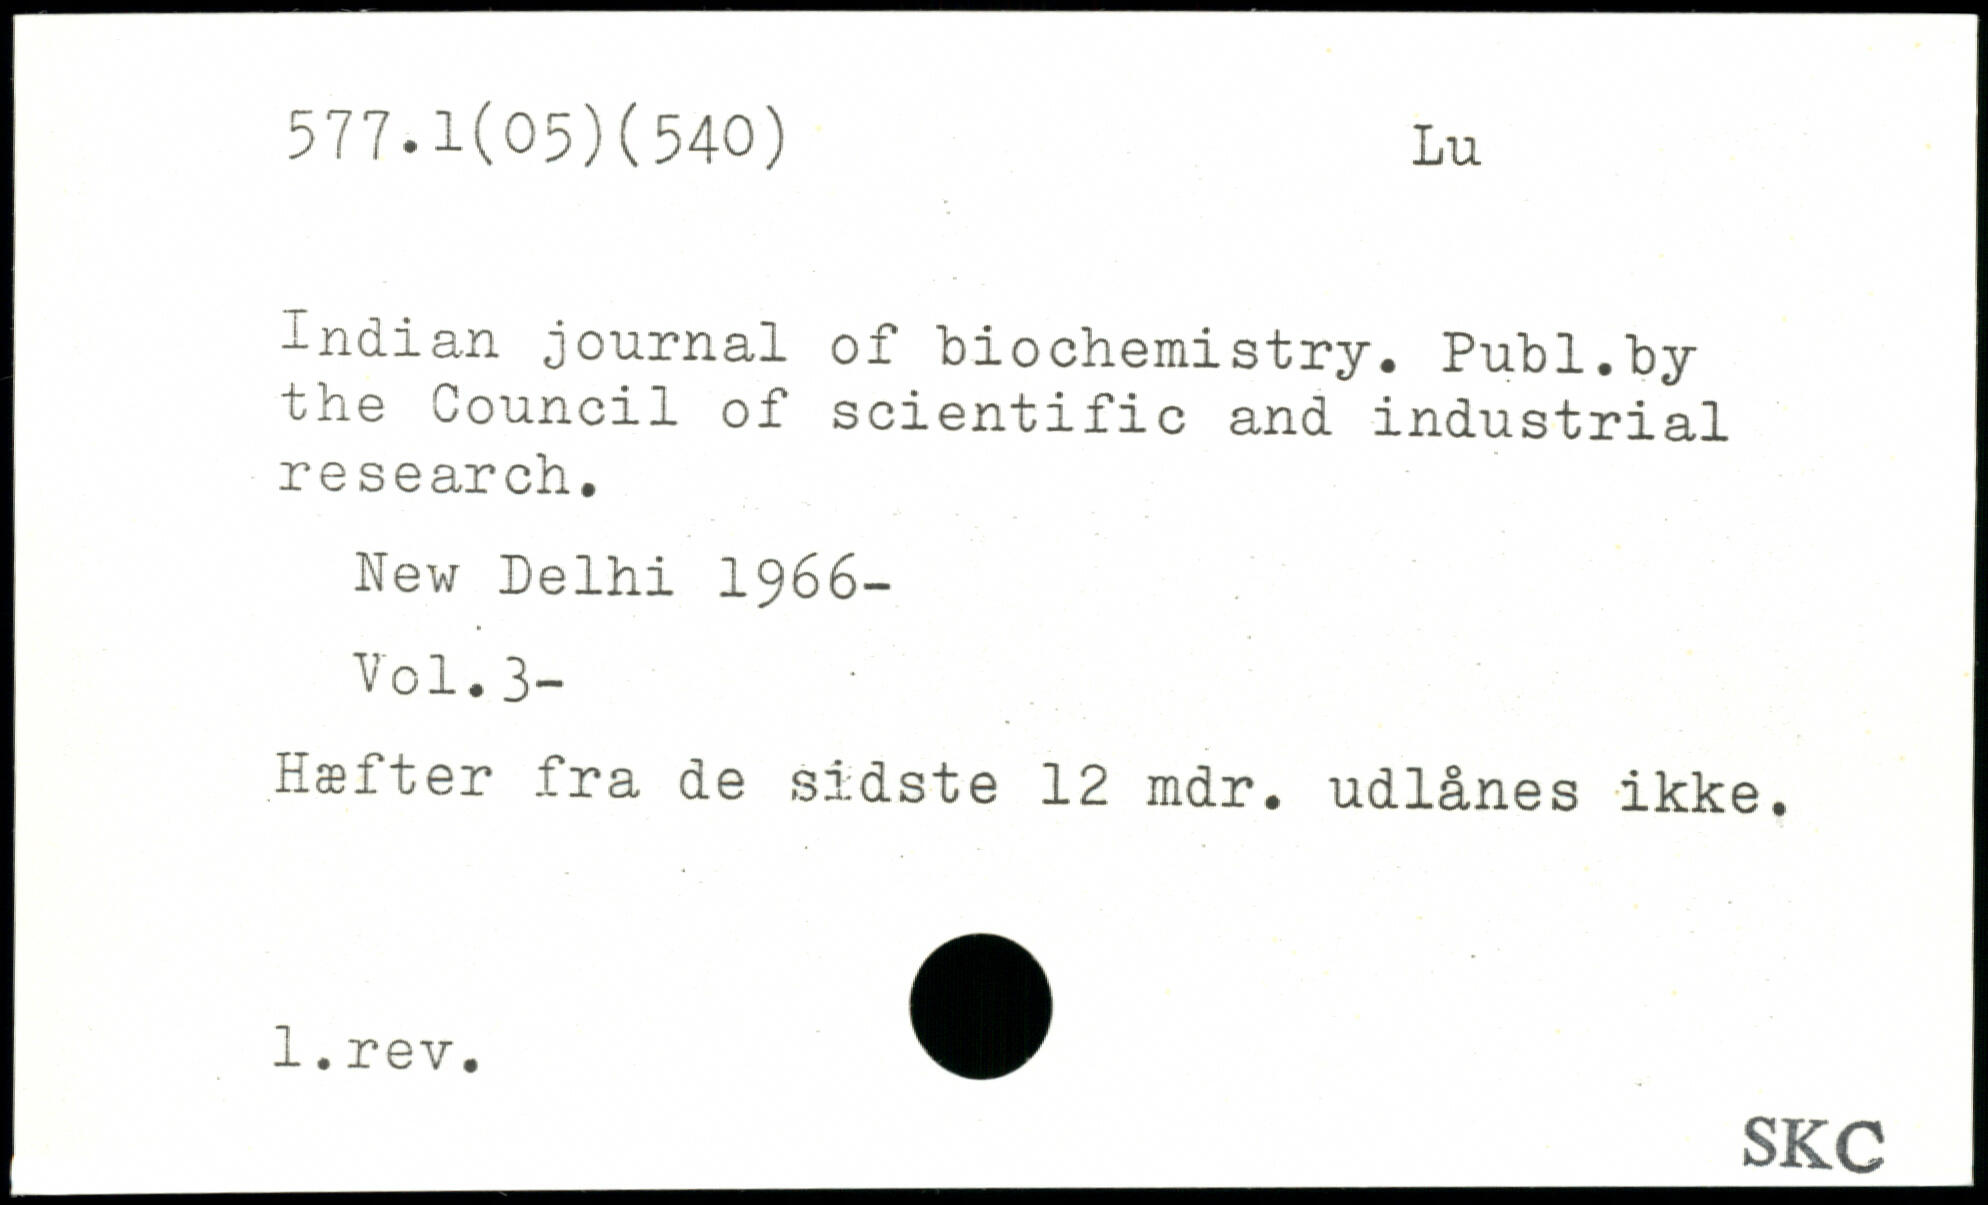 577.1(05)(540) Lu
Indian journal of biochemistry. Publ.by
the Council of scientific and industrial
research.
New Delhi 1966-
Vol.3-
Hæfter fra de sidste 12 mdr. udlånes ikke.
1.rev.
SKC